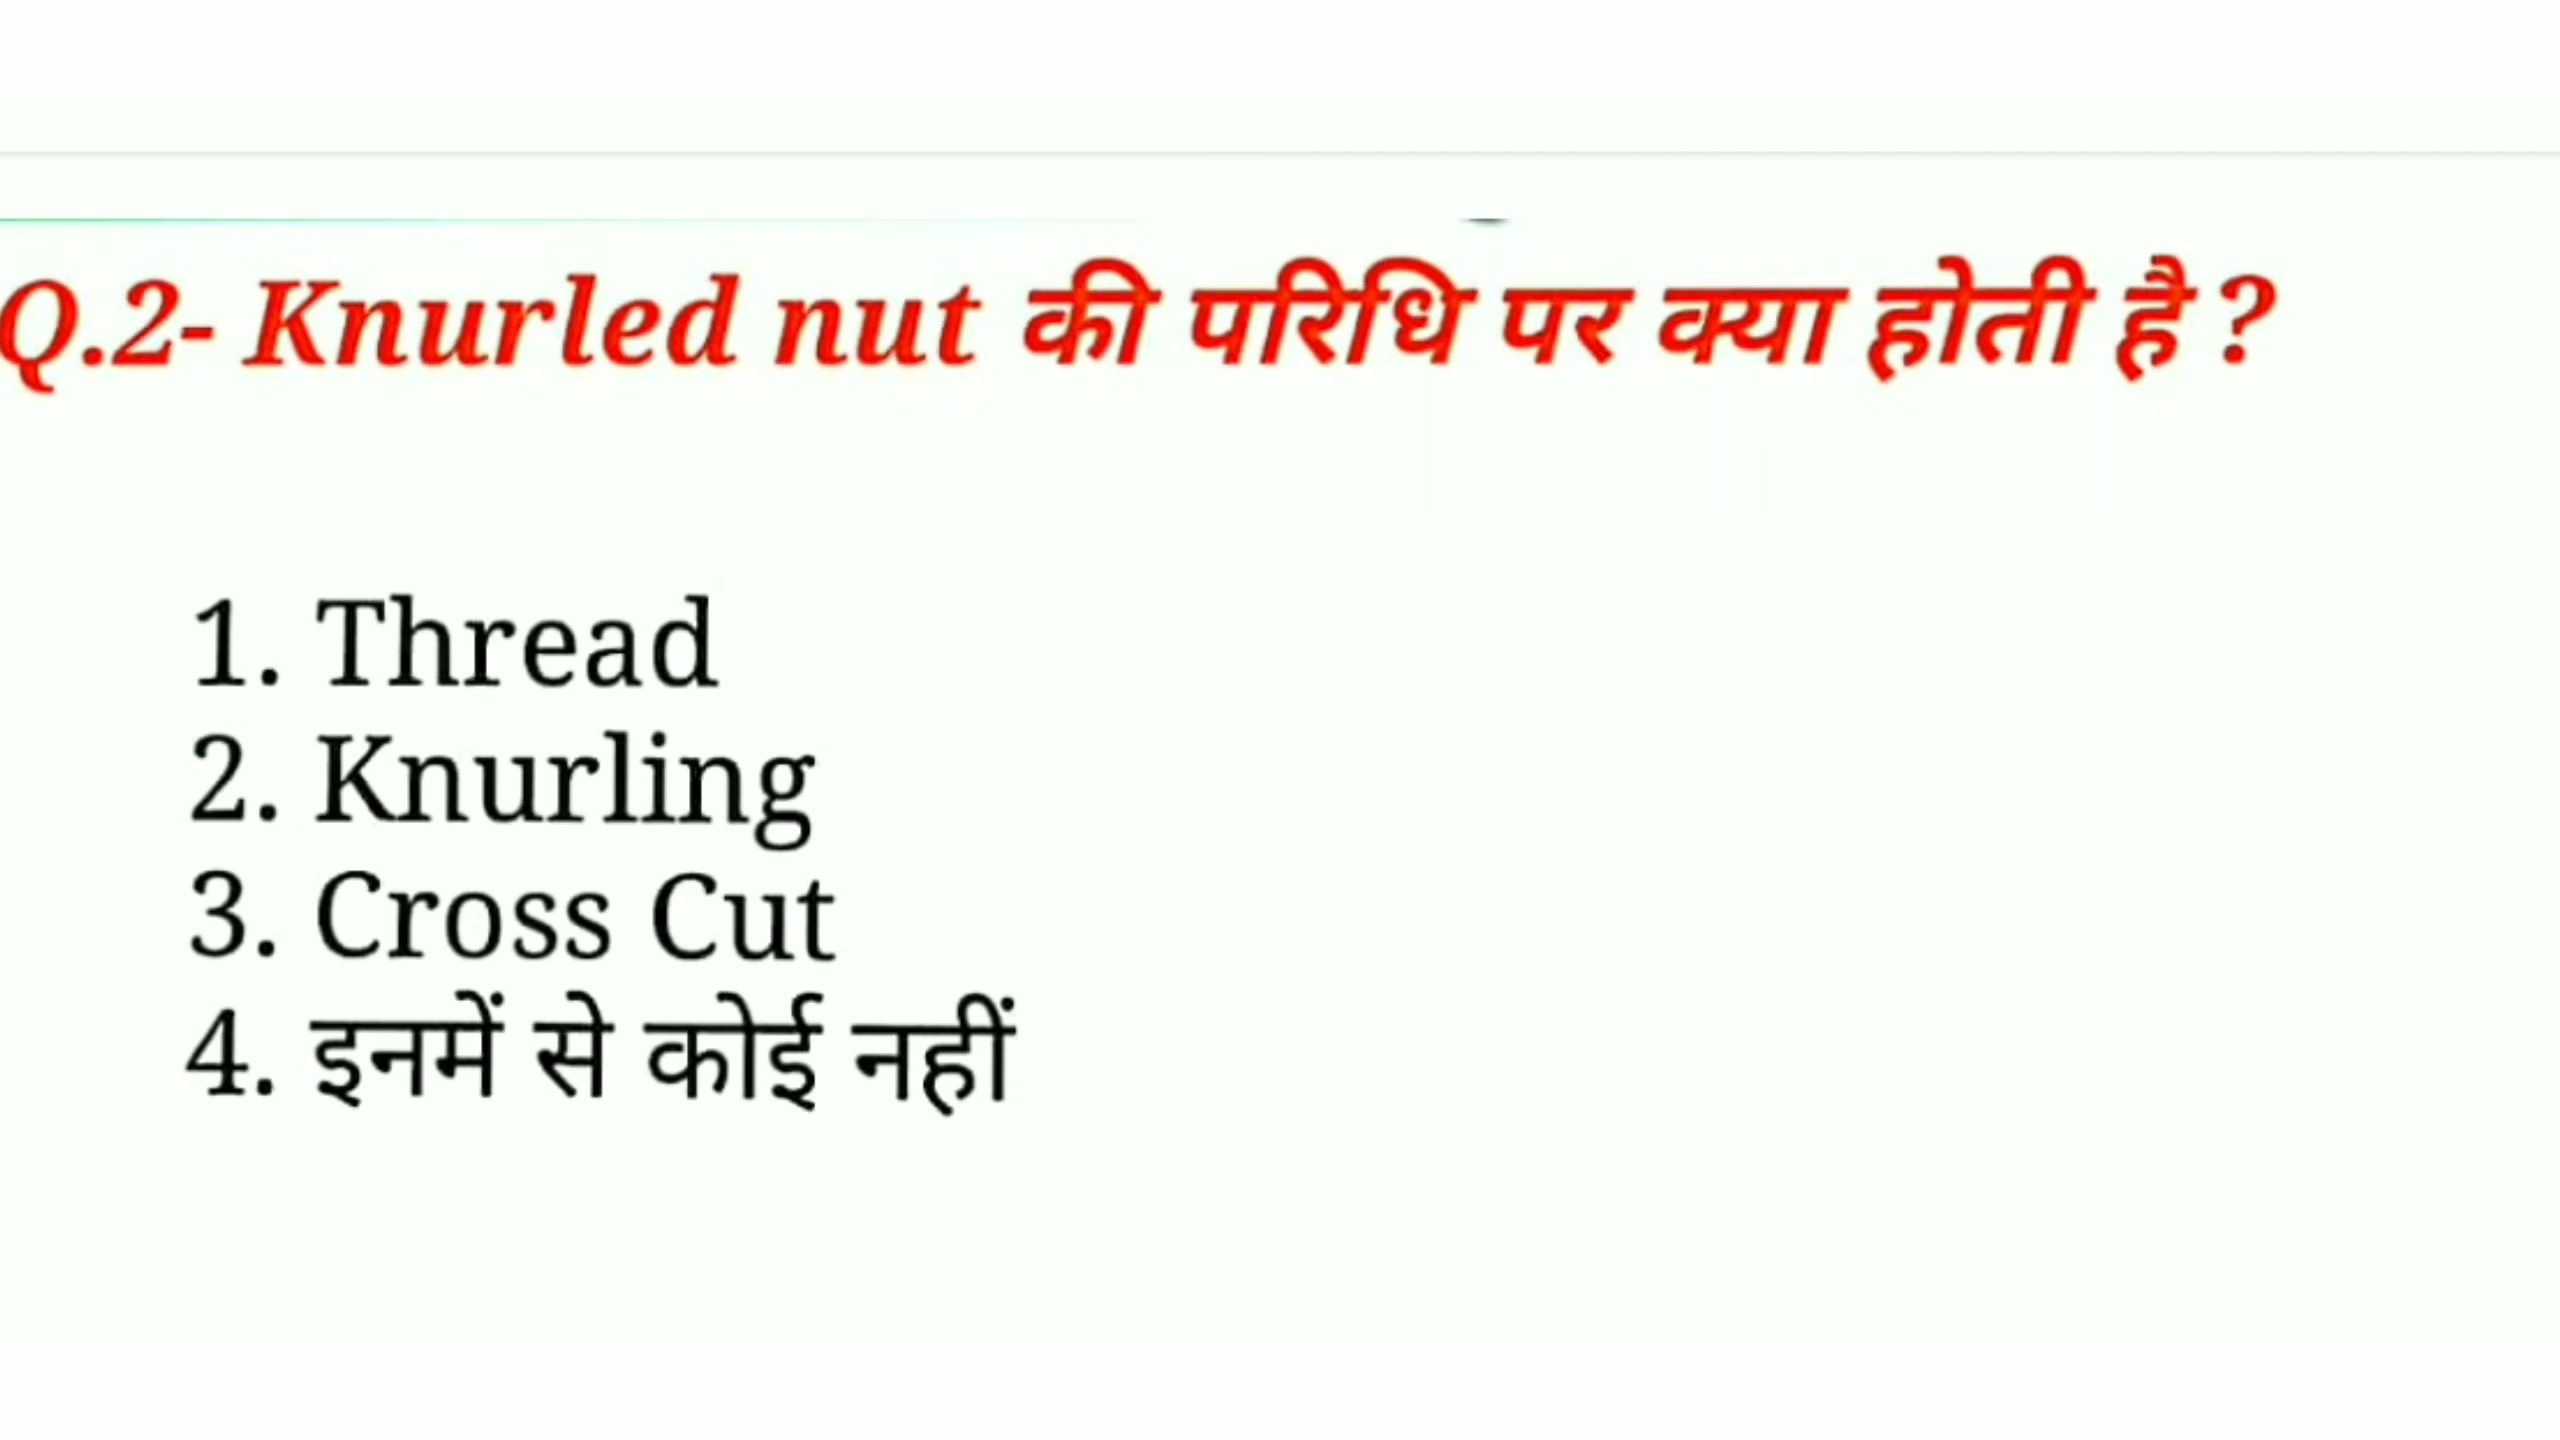 Q.2- Knurled nut की परिधि पर क्या होती है ?
1. Thread
2. Knurling
3. Cross Cut
4. इनमें से कोई नहीं